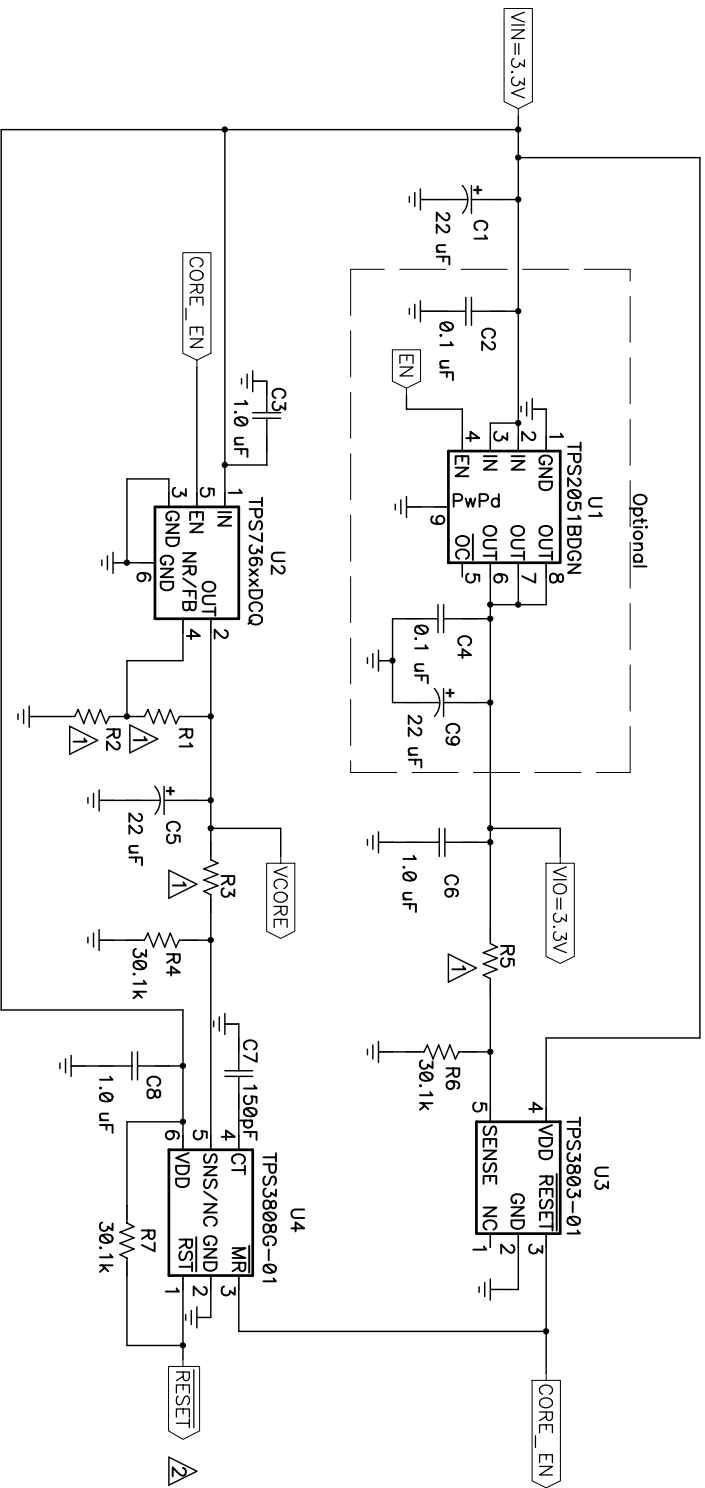 VIN=3.3V
C1
22 uF
Optional
C2
0.1 uF
EN
U1
TPS2051BDGN
1 GND OUT 8
2 IN OUT 7
3 IN OUT 6
4 EN OC 5
PwPd
9
C4
0.1 uF
C9
22 uF
VIO=3.3V
C6
1.0 uF
R5
1
R6
30.1k
U3
TPS3803-01
4 VDD RESET 3
GND 2
5 SENSE NC 1
CORE_EN
CORE_EN
C3
1.0 uF
U2
TPS736xxDCQ
1 IN OUT 2
5 EN NR/FB 4
3 GND GND
6
R1
1
R2
1
C5
22 uF
VCORE
R3
1
R4
30.1k
C7
150pF
C8
1.0 uF
U4
TPS3808G-01
4 CT MR 3
5 SNS/NC GND 2
6 VDD RST 1
R7
30.1k
RESET
2